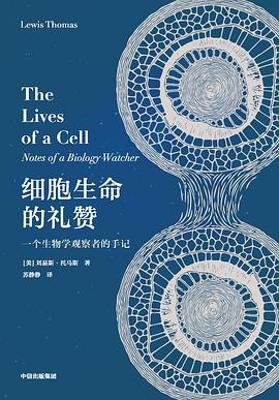 Lewis Thomas
The
Lives
of a Cell
Notes of a Biology Watcher
细胞生命
的礼赞
一个生物学观察者的手记
[美] 刘易斯·托马斯 著
苏静静 译
中信出版集团